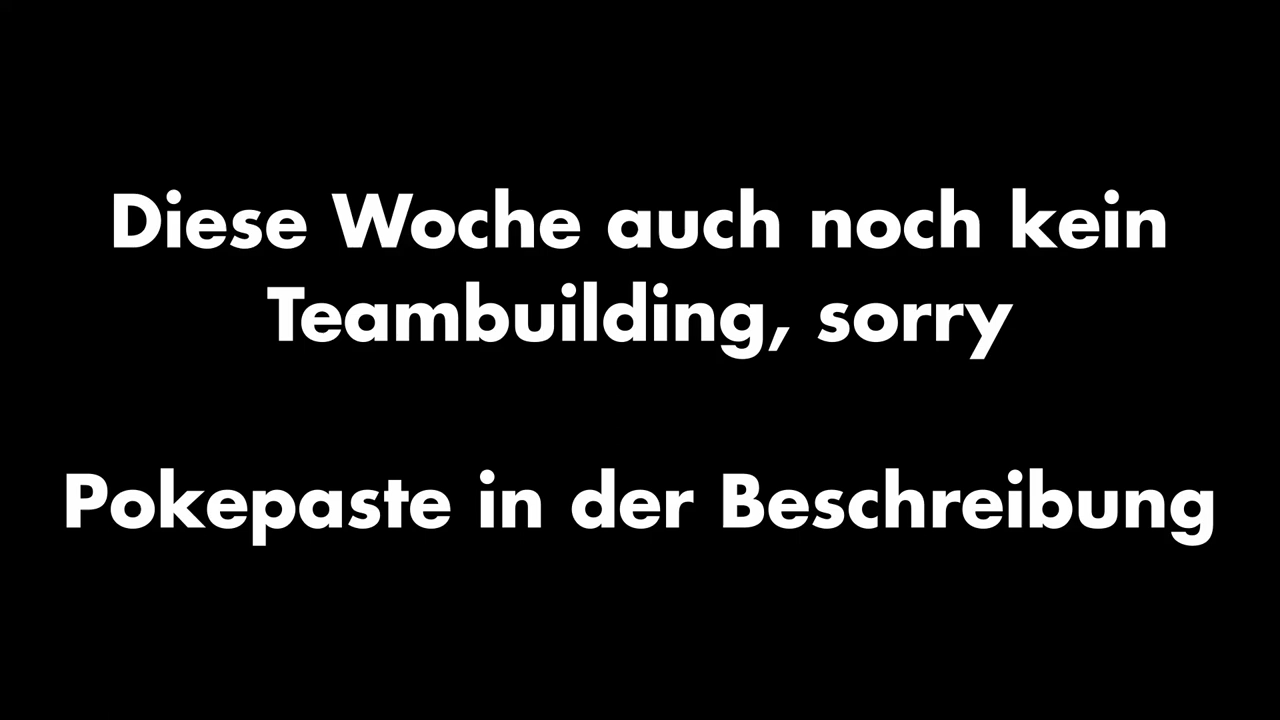 Diese Woche auch noch kein
Teambuilding, sorry
Pokepaste in der Beschreibung